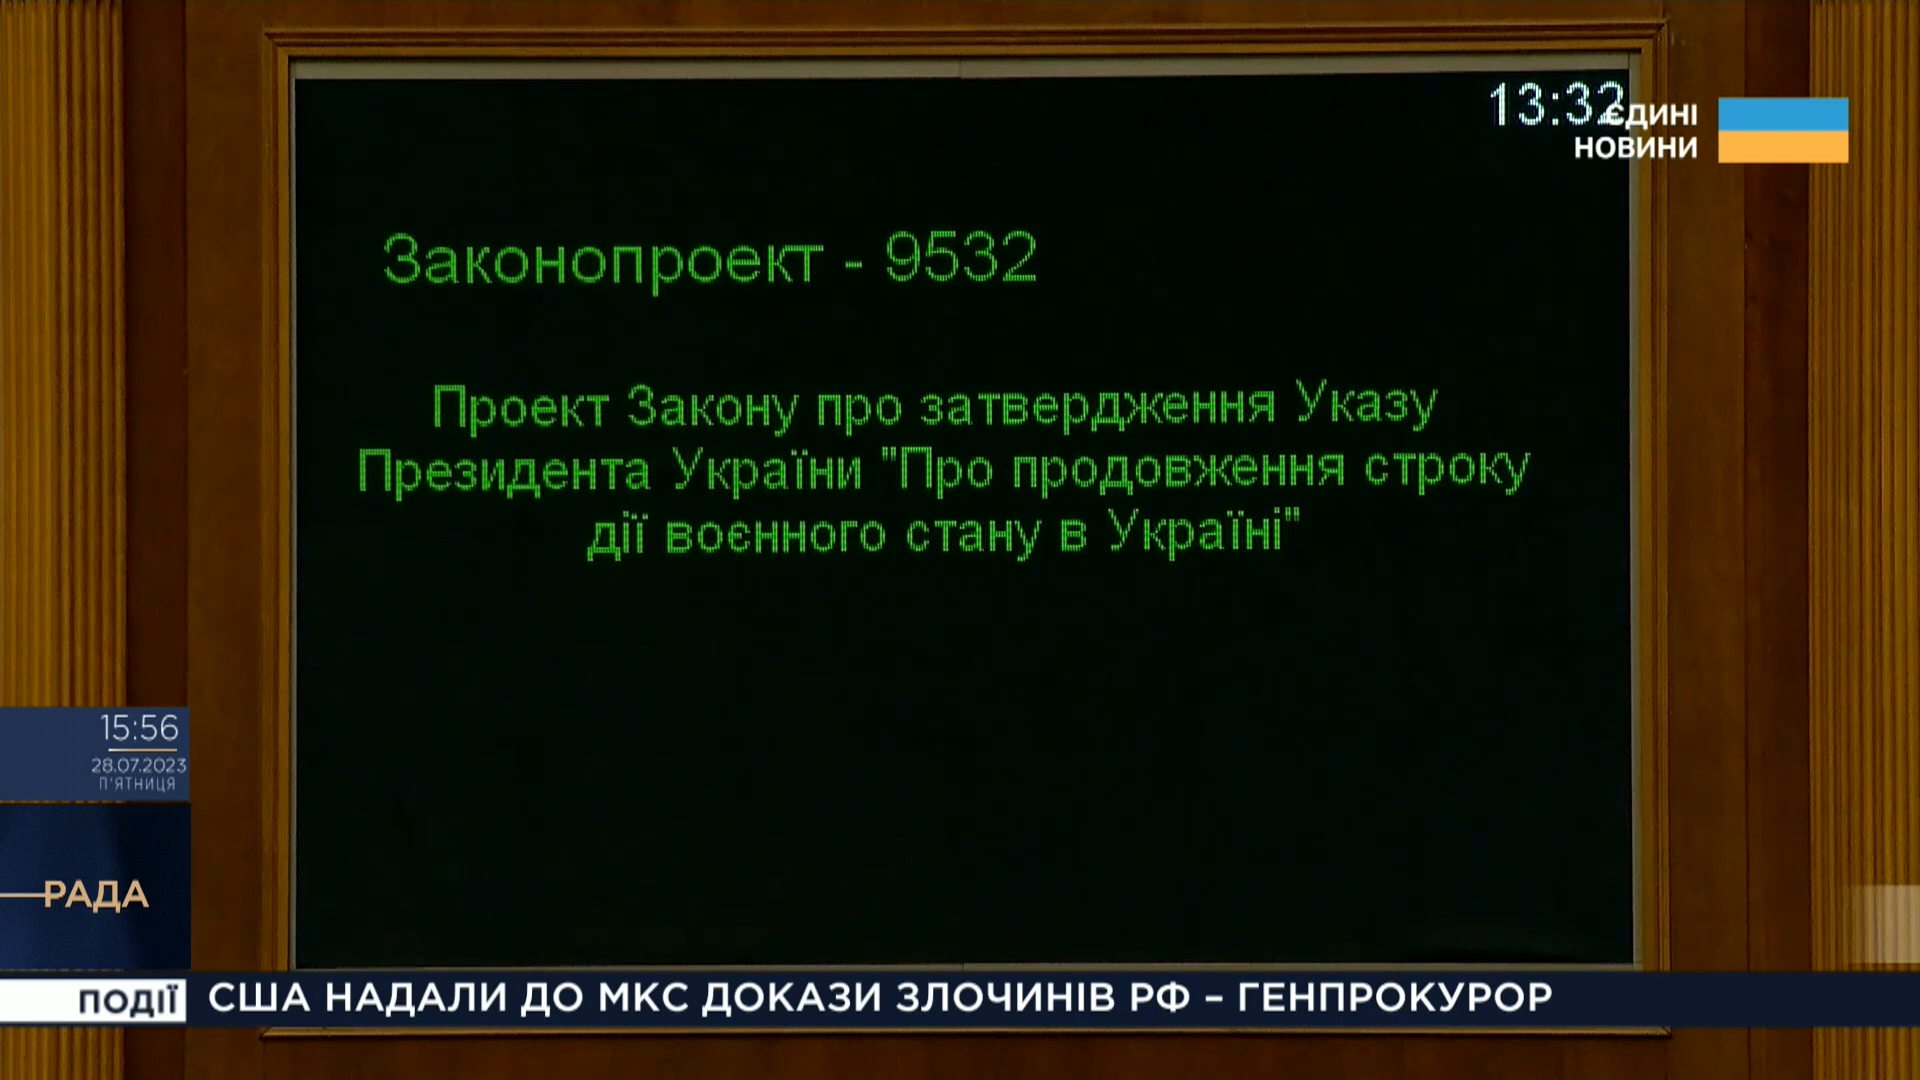 13:32
ЄДИНІ
НОВИНИ
Законопроект - 9532
Проект Закону про затвердження Указу
Президента України "Про продовження строку
дії воєнного стану в Україні"
15:56
28.07.2023
П'ЯТНИЦЯ
РАДА
ПОДІЇ
США НАДАЛИ ДО МКС ДОКАЗИ ЗЛОЧИНІВ РФ – ГЕНПРОКУРОР